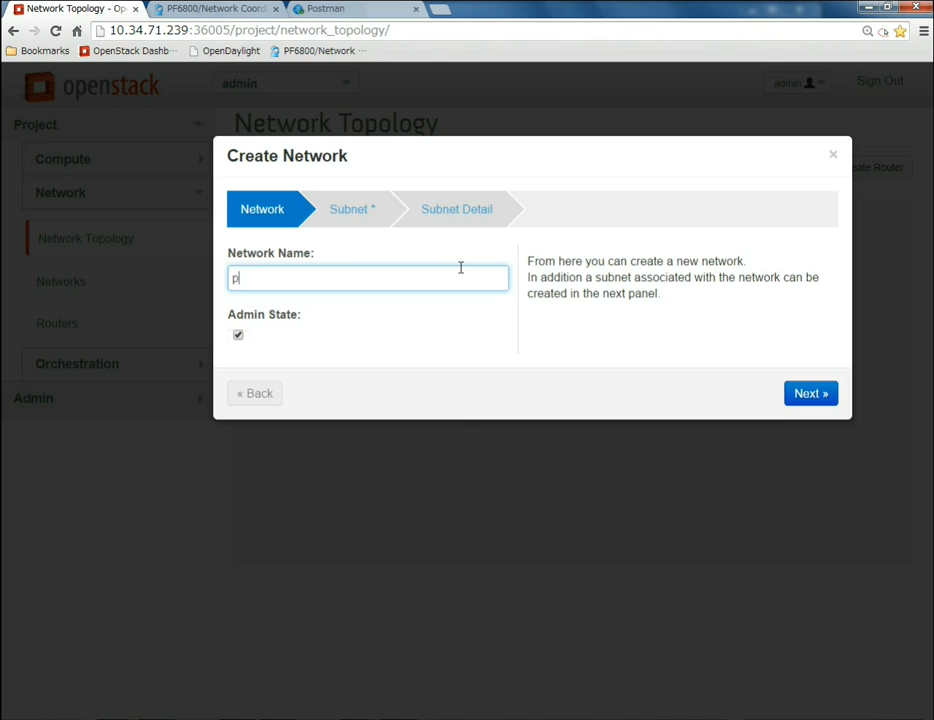 Network Topology - Ope
PF6800/Network Coordi
Postman
10.34.71.239:36005/project/network_topology/
Bookmarks
OpenStack Dashb···
OpenDaylight
PF6800/Network ···
openstack
admin
admin
Sign Out
Project
Network Topology
Compute
Network
Network Topology
Networks
Routers
Orchestration
Admin
eate Router
Create Network
×
Network
Subnet *
Subnet Detail
Network Name:
p
Admin State:
From here you can create a new network.
In addition a subnet associated with the network can be
created in the next panel.
« Back
Next »